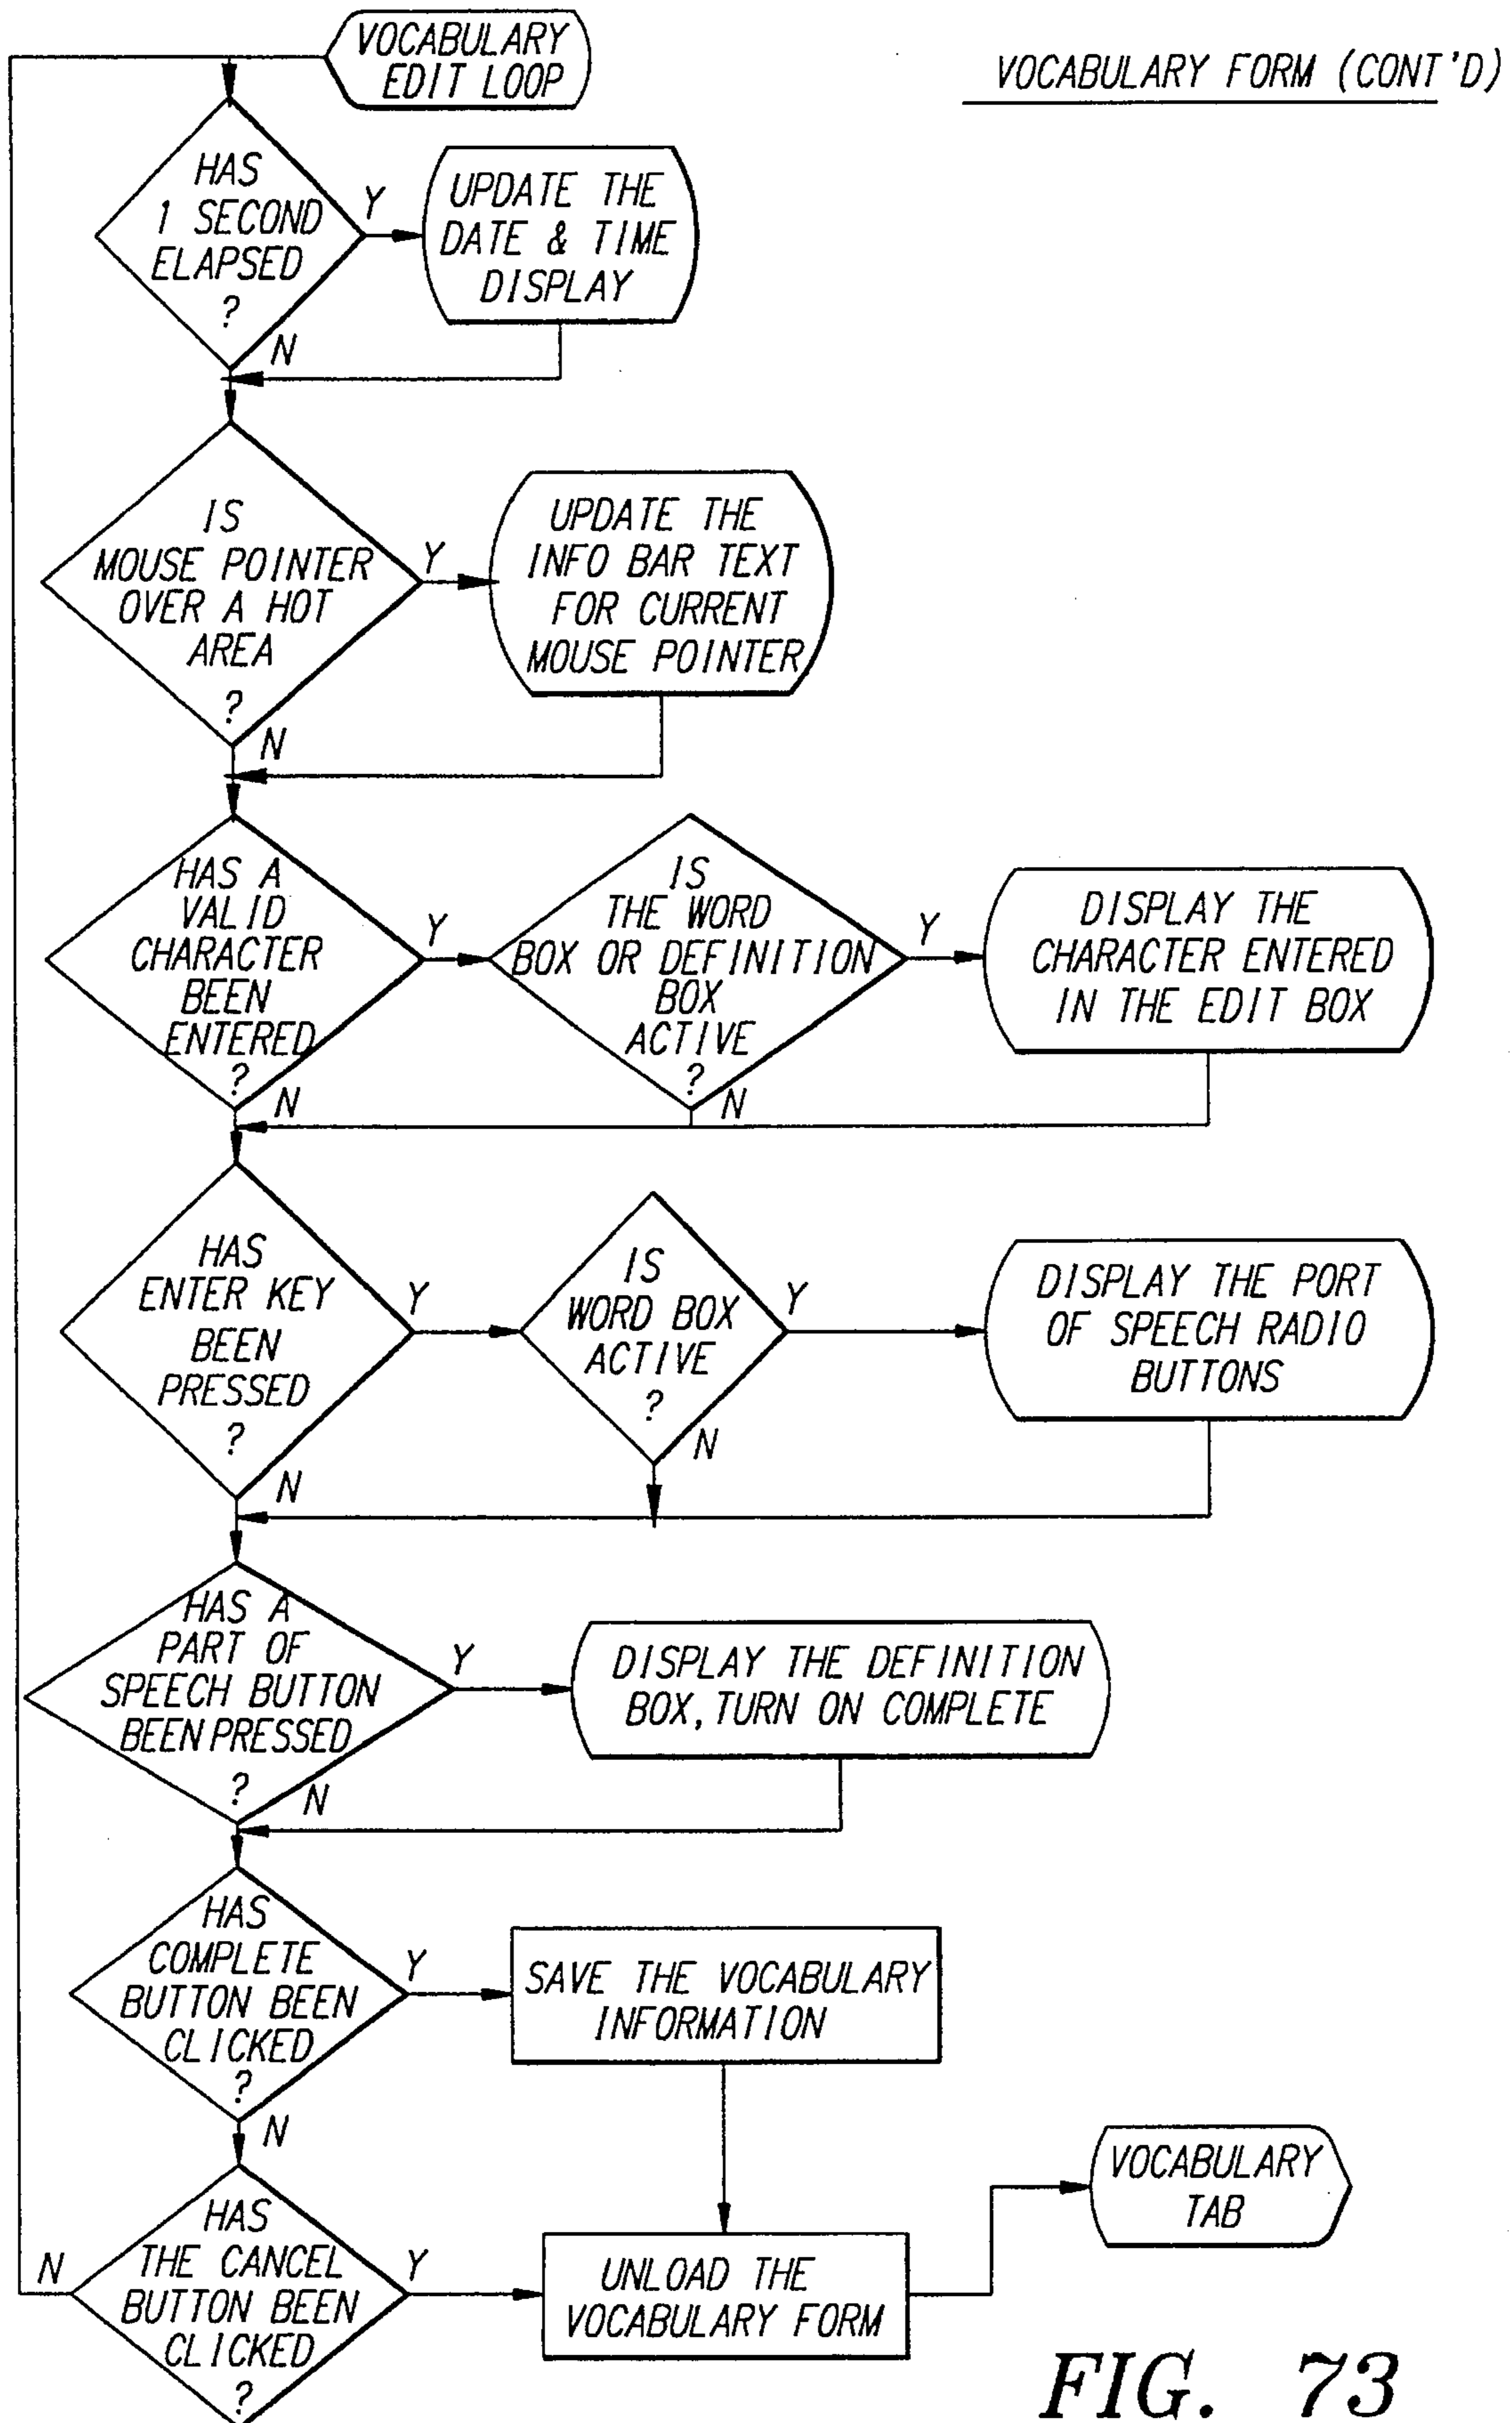 VOCABULARY
EDIT LOOP
VOCABULARY FORM (CONT'D)
HAS
1 SECOND
ELAPSED
?
Y
N
UPDATE THE
DATE & TIME
DISPLAY
IS
MOUSE POINTER
OVER A HOT
AREA
?
Y
N
UPDATE THE
INFO BAR TEXT
FOR CURRENT
MOUSE POINTER
HAS A
VALID
CHARACTER
BEEN
ENTERED
?
Y
N
IS
THE WORD
BOX OR DEFINITION
BOX
ACTIVE
?
Y
N
DISPLAY THE
CHARACTER ENTERED
IN THE EDIT BOX
HAS
ENTER KEY
BEEN
PRESSED
?
Y
N
IS
WORD BOX
ACTIVE
?
Y
N
DISPLAY THE PORT
OF SPEECH RADIO
BUTTONS
HAS A
PART OF
SPEECH BUTTON
BEEN PRESSED
?
Y
N
DISPLAY THE DEFINITION
BOX, TURN ON COMPLETE
HAS
COMPLETE
BUTTON BEEN
CLICKED
?
Y
N
SAVE THE VOCABULARY
INFORMATION
HAS
THE CANCEL
BUTTON BEEN
CLICKED
?
N
Y
UNLOAD THE
VOCABULARY FORM
VOCABULARY
TAB
FIG. 73